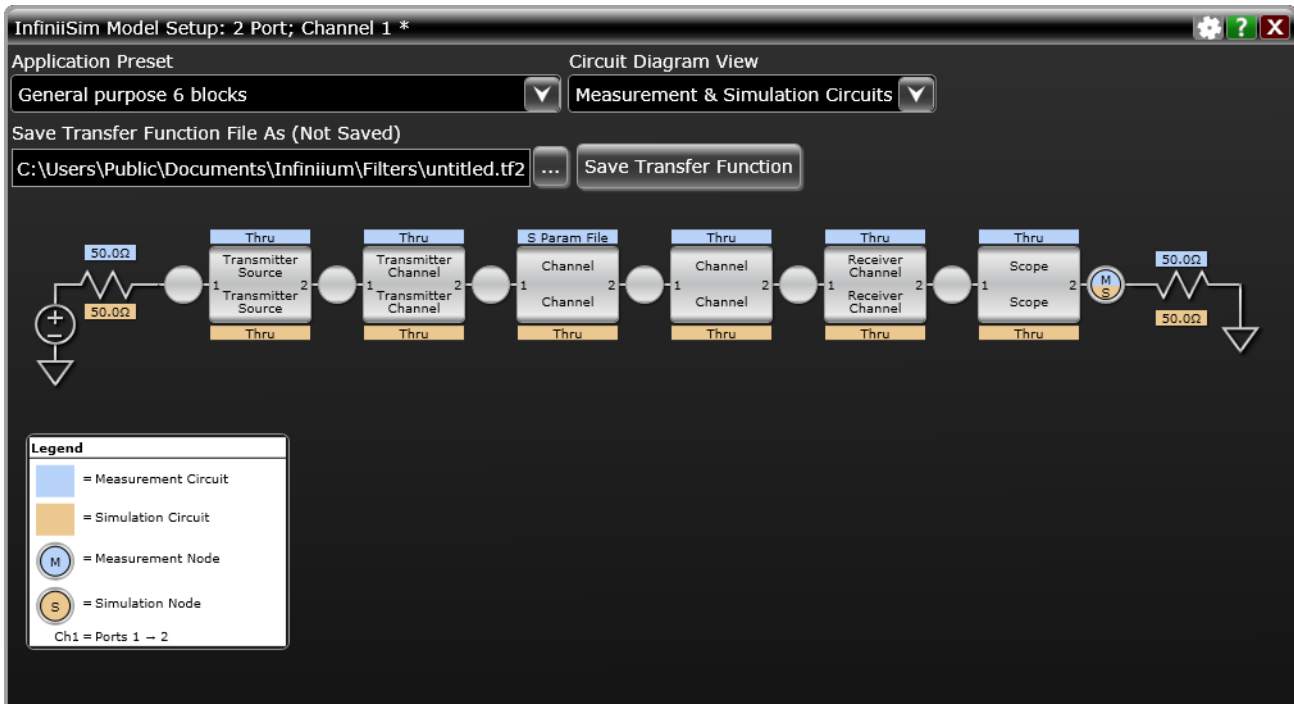 InfiniiSim Model Setup: 2 Port; Channel 1 *
?
X
Application Preset
Circuit Diagram View
General purpose 6 blocks
Measurement & Simulation Circuits
Save Transfer Function File As (Not Saved)
C:\Users\Public\Documents\Infiniium\Filters\untitled.tf2
...
Save Transfer Function
50.0Ω
50.0Ω
+
−
Thru
Transmitter
Source
1
2
Transmitter
Source
Thru
Thru
Transmitter
Channel
1
2
Transmitter
Channel
Thru
S Param File
Channel
1
2
Channel
Thru
Thru
Channel
1
2
Channel
Thru
Thru
Receiver
Channel
1
2
Receiver
Channel
Thru
Thru
Scope
1
2
Scope
Thru
M
S
50.0Ω
50.0Ω
Legend
= Measurement Circuit
= Simulation Circuit
M = Measurement Node
S = Simulation Node
Ch1 = Ports 1 → 2